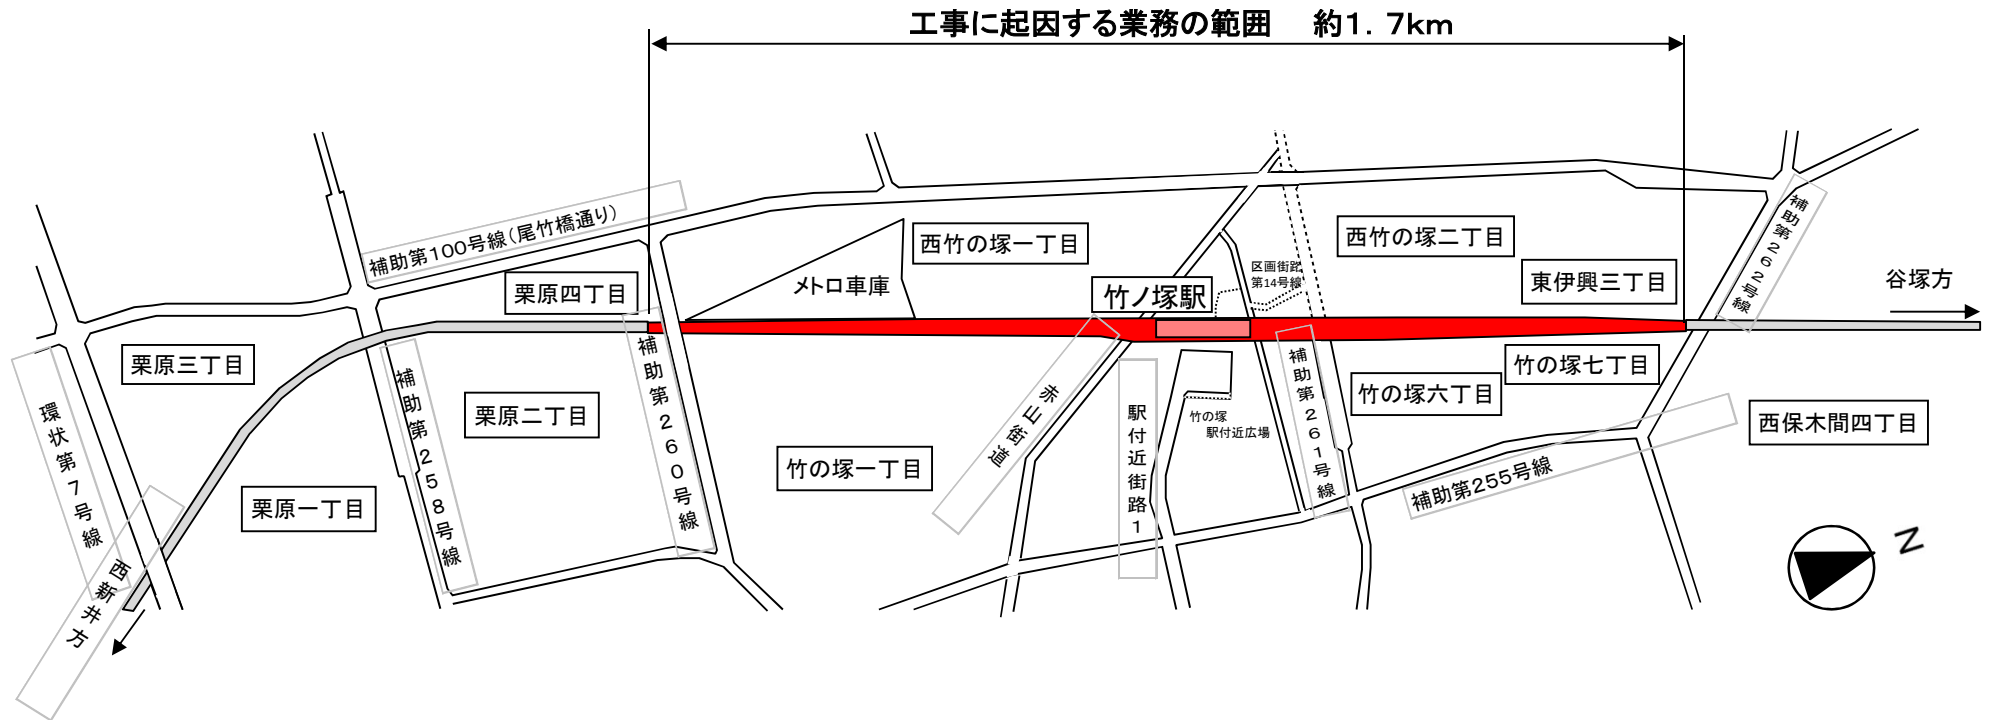 工事に起因する業務の範囲　約1．7km
補助第100号線（尾竹橋通り）
西竹の塚一丁目
西竹の塚二丁目
補助第262号線
栗原四丁目
メトロ車庫
竹ノ塚駅
区画街路
第14号線
東伊興三丁目
谷塚方
栗原三丁目
環状第7号線
補助第258号線
栗原二丁目
補助第260号線
竹の塚一丁目
赤山街道
駅付近街路1
竹の塚
駅付近広場
補助第261号線
竹の塚六丁目
竹の塚七丁目
補助第255号線
西保木間四丁目
栗原一丁目
西新井方
N